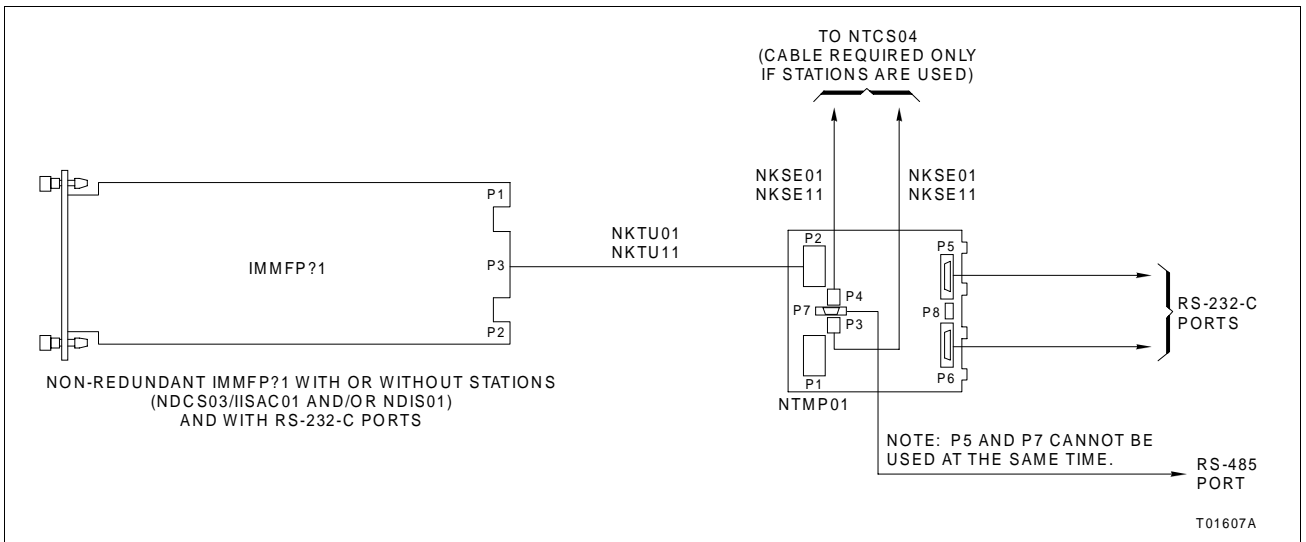 TO NTCS04
(CABLE REQUIRED ONLY
IF STATIONS ARE USED)
NKSE01
NKSE11
NKSE01
NKSE11
P1
P3
P2
IMMFP?1
NKTU01
NKTU11
P2
P4
P7
P3
P1
P5
P8
P6
NTMP01
RS-232-C
PORTS
NON-REDUNDANT IMMFP?1 WITH OR WITHOUT STATIONS
(NDCS03/IISAC01 AND/OR NDIS01)
AND WITH RS-232-C PORTS
NOTE: P5 AND P7 CANNOT BE
USED AT THE SAME TIME.
RS-485
PORT
T01607A